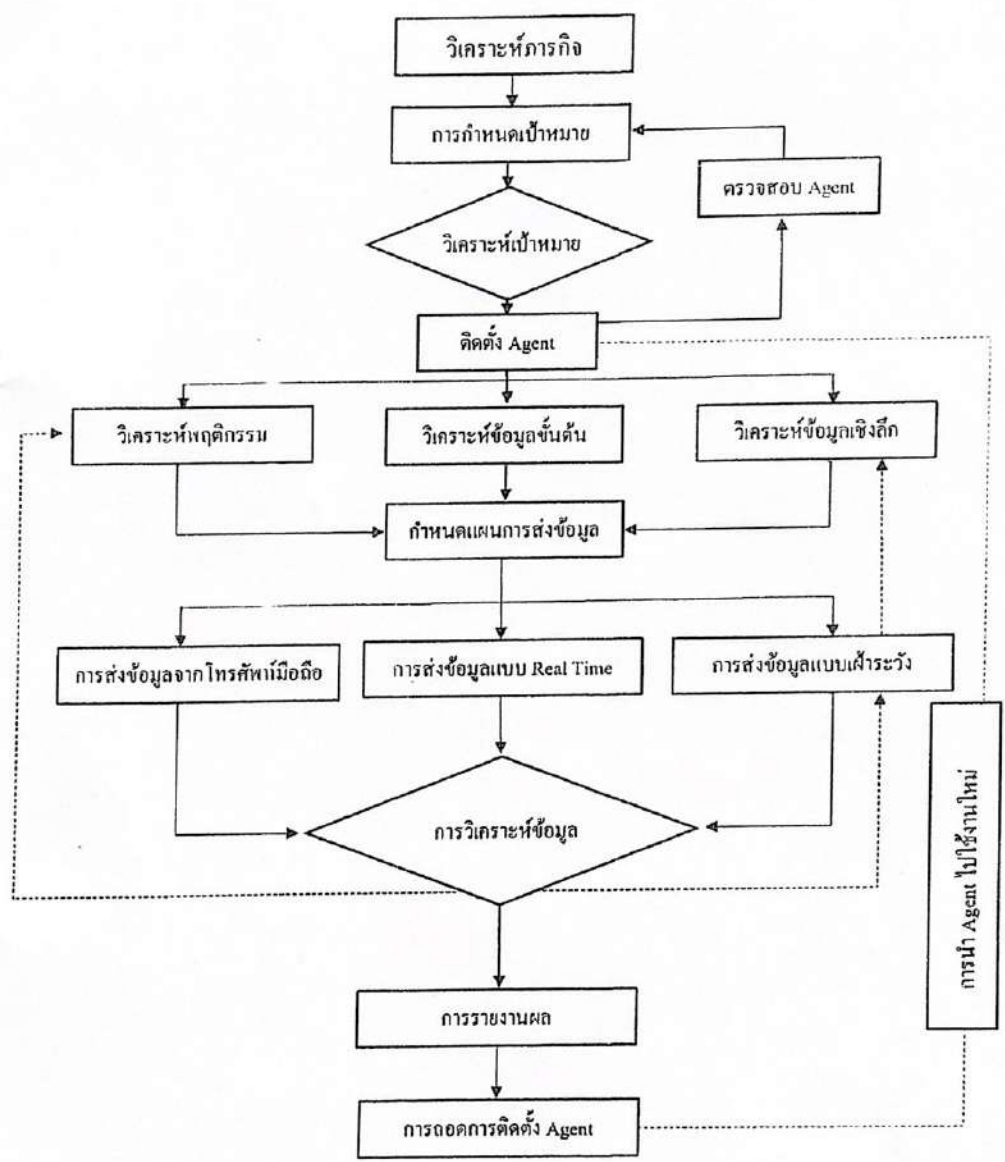 วิเคราะห์ภารกิจ
การกำหนดเป้าหมาย
ตรวจสอบ Agent
วิเคราะห์เป้าหมาย
ติดตั้ง Agent
วิเคราะห์พฤติกรรม
วิเคราะห์ข้อมูลขั้นต้น
วิเคราะห์ข้อมูลเชิงลึก
กำหนดแผนการส่งข้อมูล
การส่งข้อมูลจากโทรศัพท์มือถือ
การส่งข้อมูลแบบ Real Time
การส่งข้อมูลแบบเฝ้าระวัง
การวิเคราะห์ข้อมูล
การนำ Agent ไปใช้งานใหม่
การรายงานผล
การถอดการติดตั้ง Agent